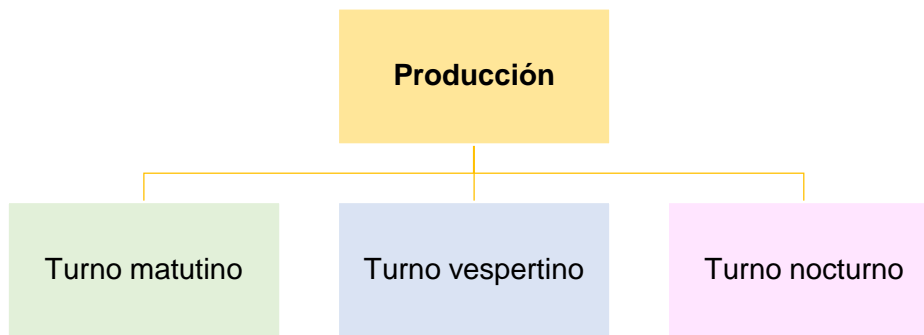 Producción
Turno matutino
Turno vespertino
Turno nocturno